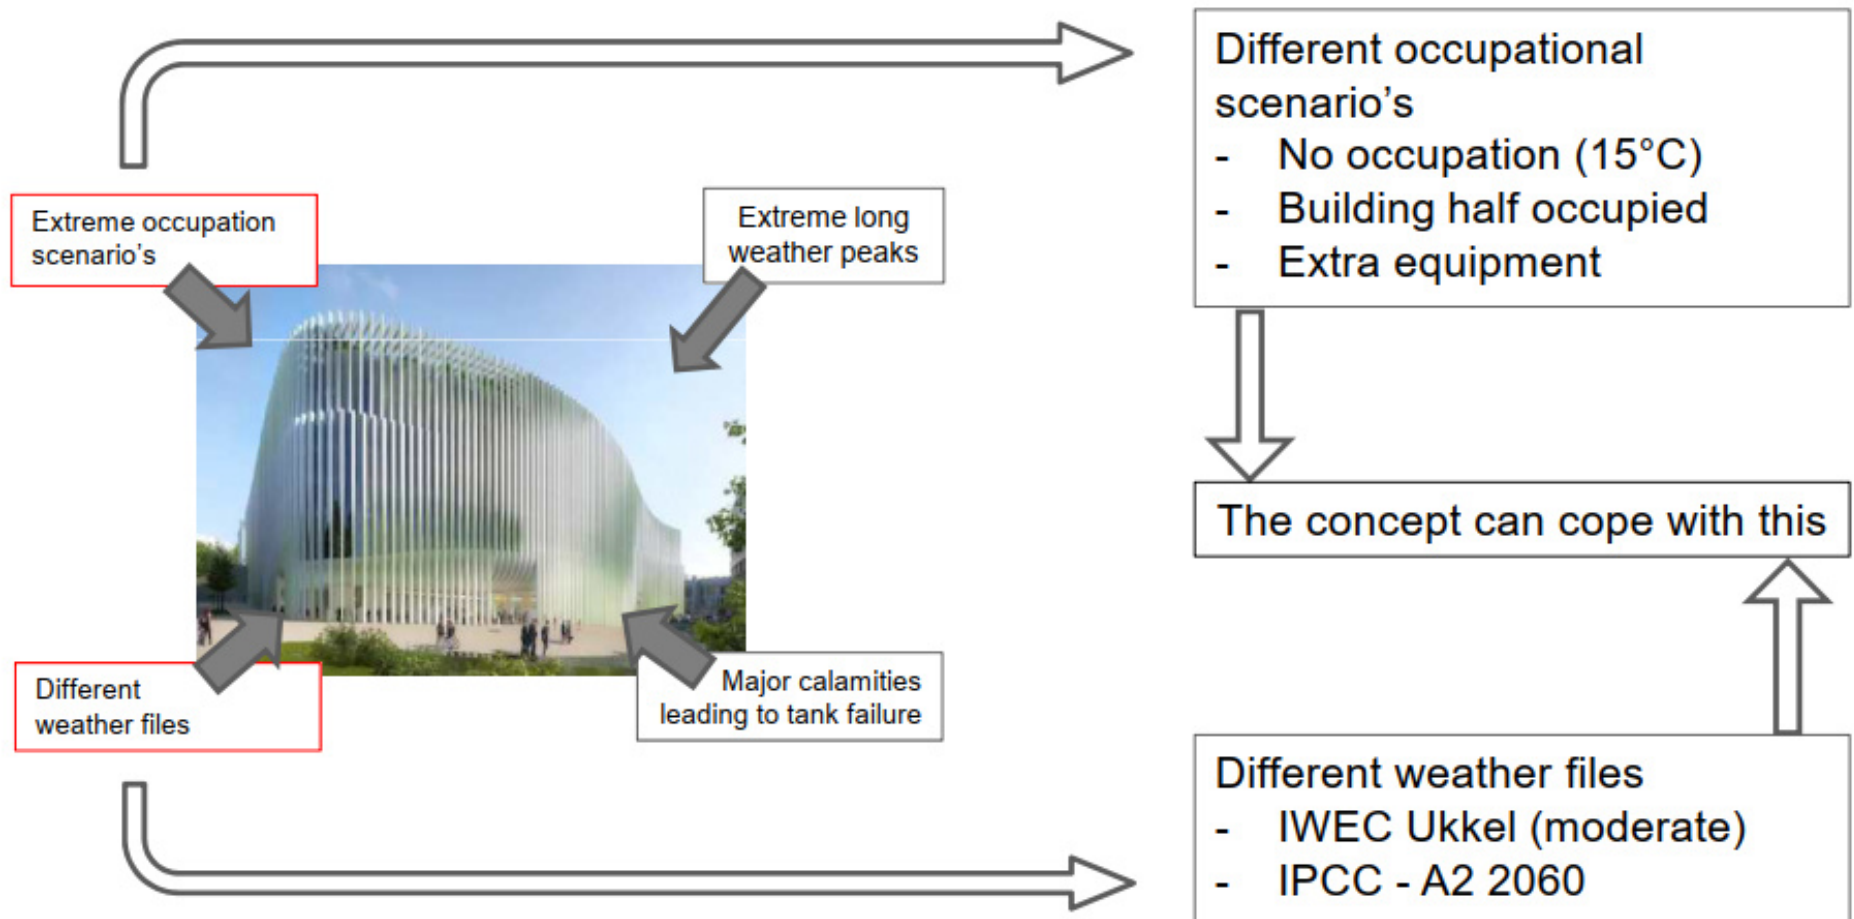 Different occupational
scenario's
- No occupation (15°C)
- Building half occupied
- Extra equipment
Extreme occupation
scenario's
Extreme long
weather peaks
The concept can cope with this
Different
weather files
Major calamities
leading to tank failure
Different weather files
- IWEC Ukkel (moderate)
- IPCC - A2 2060